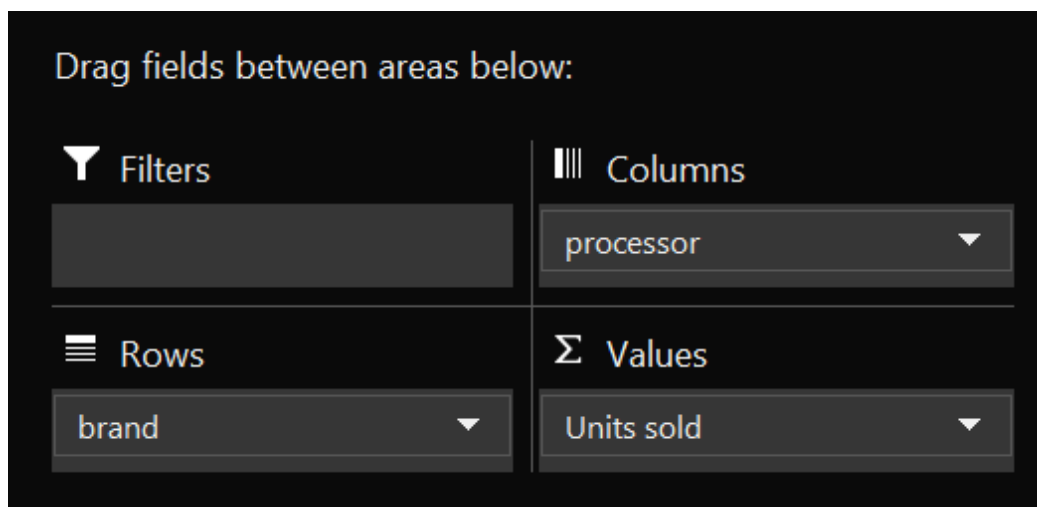 Drag fields between areas below:
Filters
Columns
processor
Rows
Σ Values
brand
Units sold